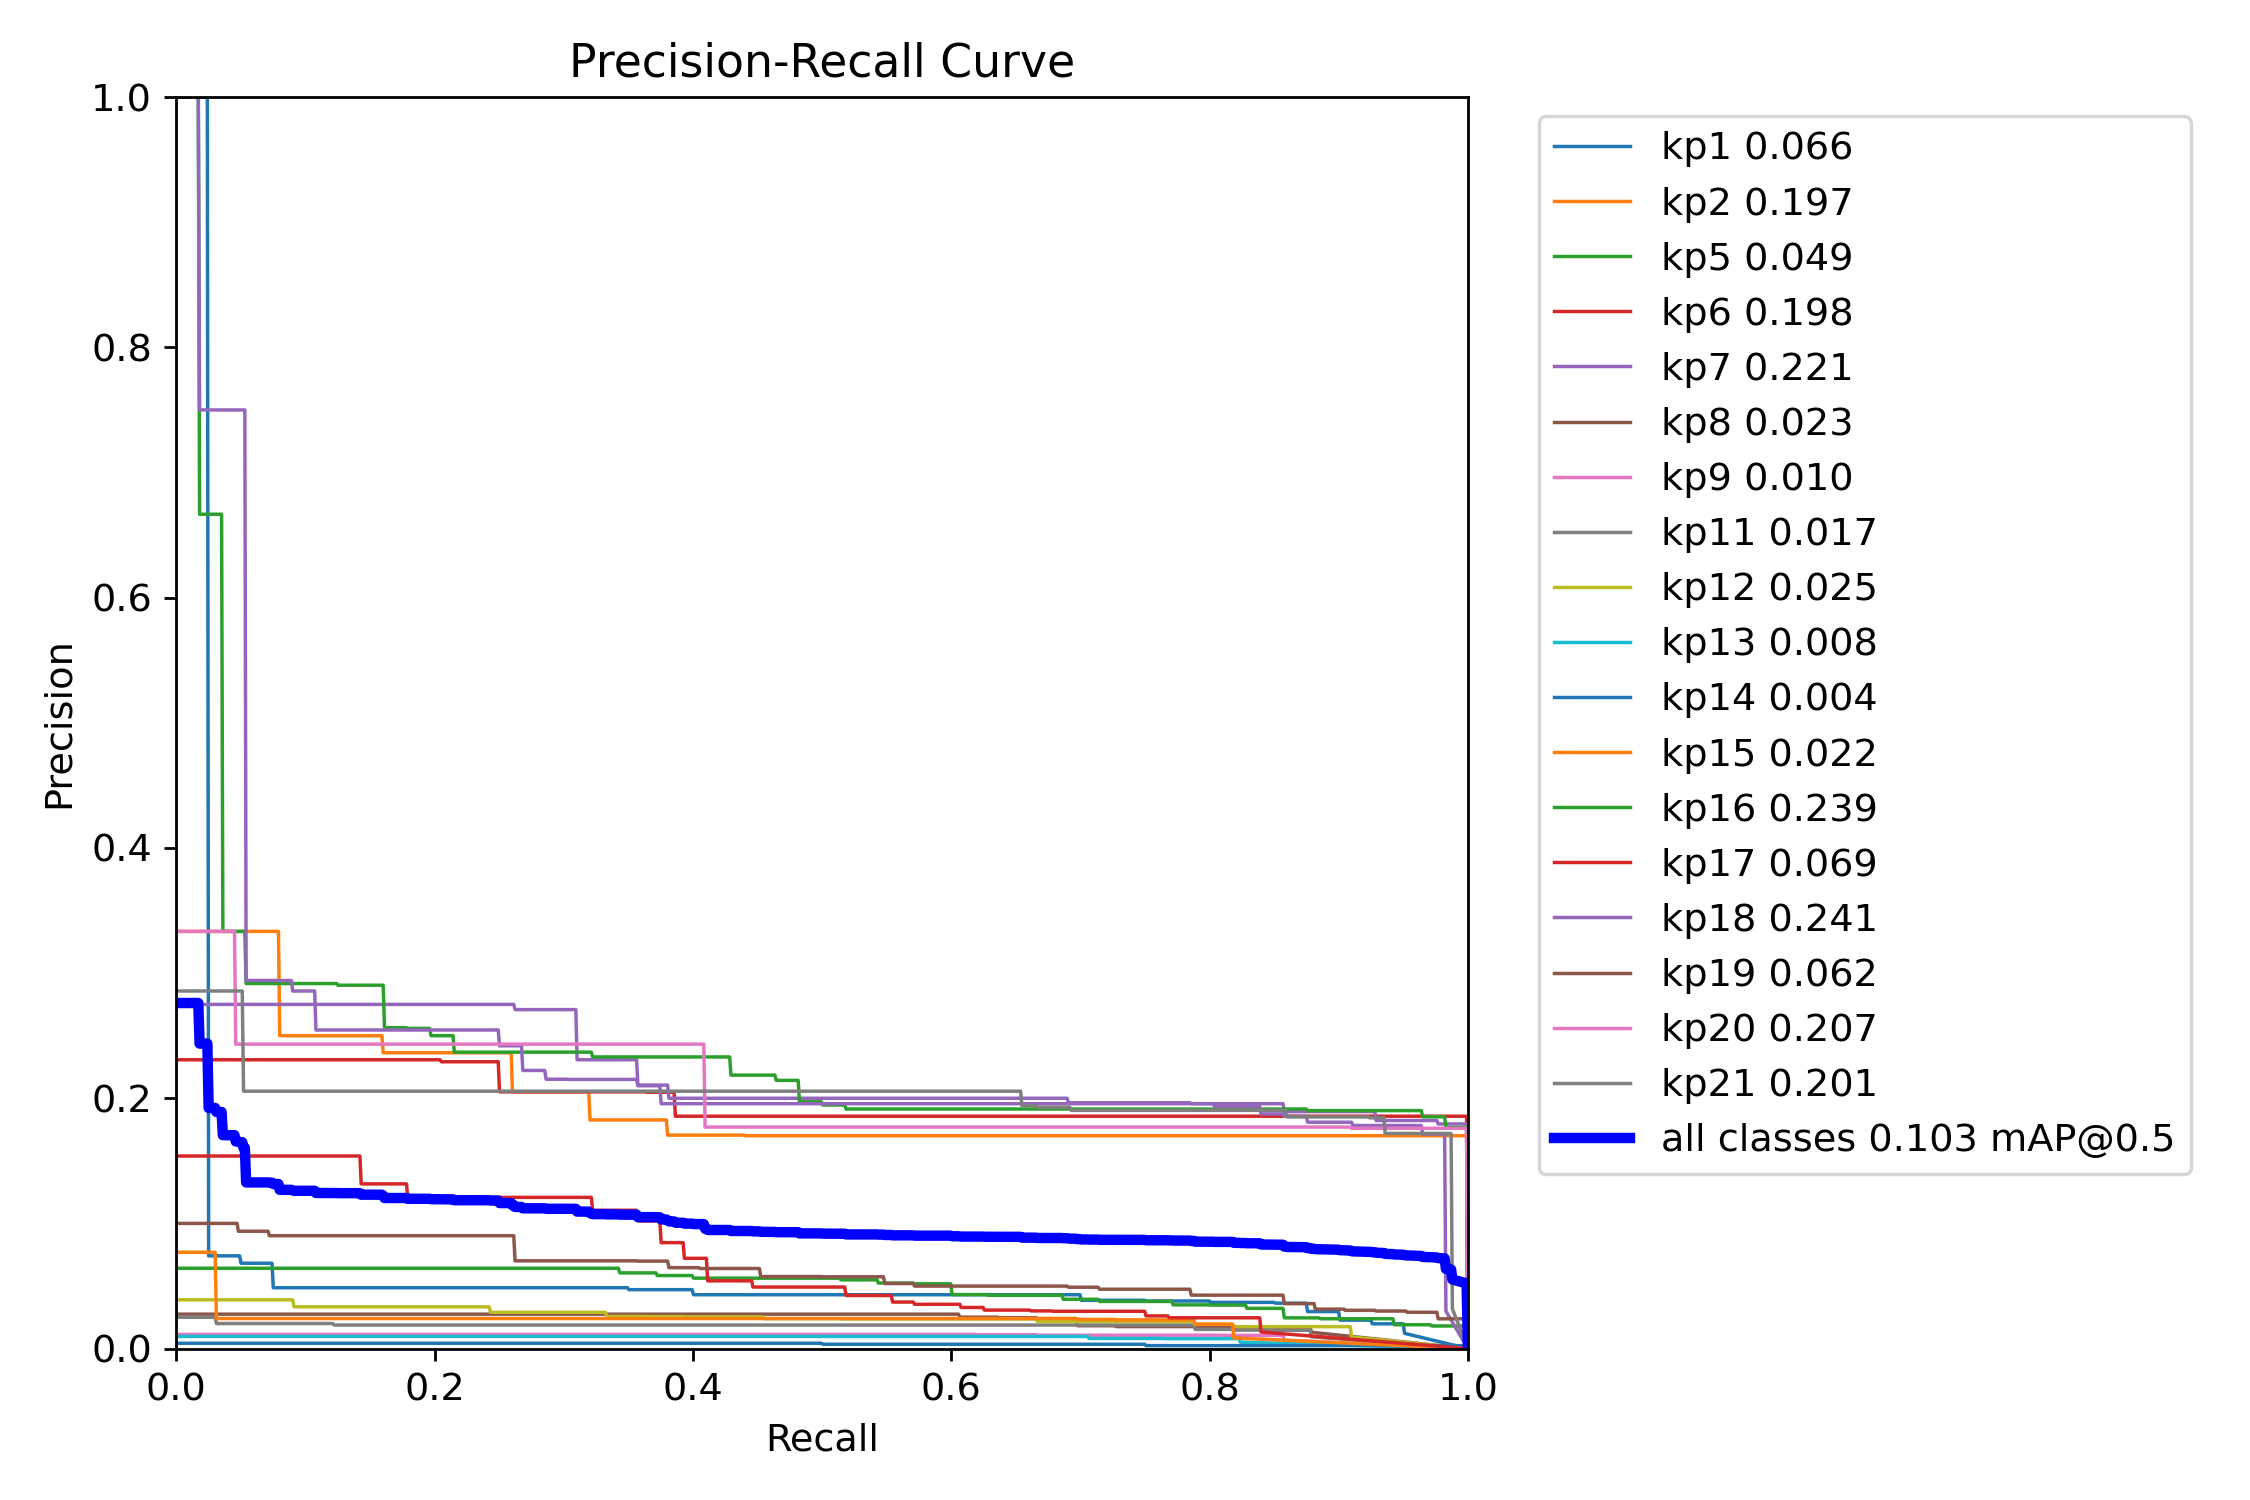 Precision-Recall Curve
1.0
0.8
0.6
0.4
0.2
0.0
Precision
0.0 0.2 0.4 0.6 0.8 1.0
Recall
kp1 0.066
kp2 0.197
kp5 0.049
kp6 0.198
kp7 0.221
kp8 0.023
kp9 0.010
kp11 0.017
kp12 0.025
kp13 0.008
kp14 0.004
kp15 0.022
kp16 0.239
kp17 0.069
kp18 0.241
kp19 0.062
kp20 0.207
kp21 0.201
all classes 0.103 mAP@0.5